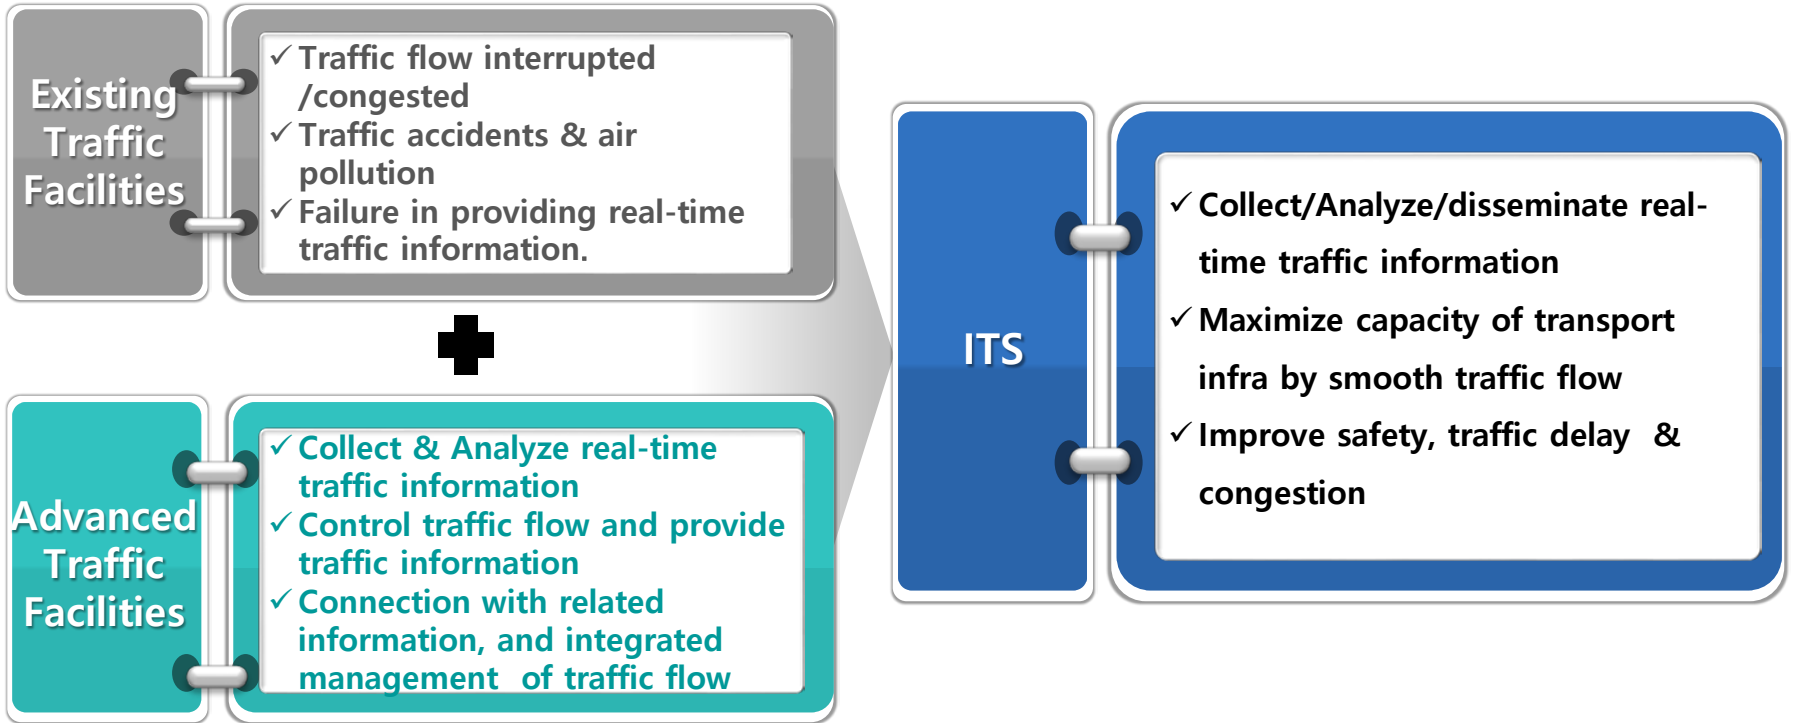 Existing
Traffic
Facilities
✓ Traffic flow interrupted
/congested
✓ Traffic accidents & air
pollution
✓ Failure in providing real-time
traffic information.
Advanced
Traffic
Facilities
✓ Collect & Analyze real-time
traffic information
✓ Control traffic flow and provide
traffic information
✓ Connection with related
information, and integrated
management of traffic flow
ITS
✓ Collect/Analyze/disseminate real-
time traffic information
✓ Maximize capacity of transport
infra by smooth traffic flow
✓ Improve safety, traffic delay &
congestion